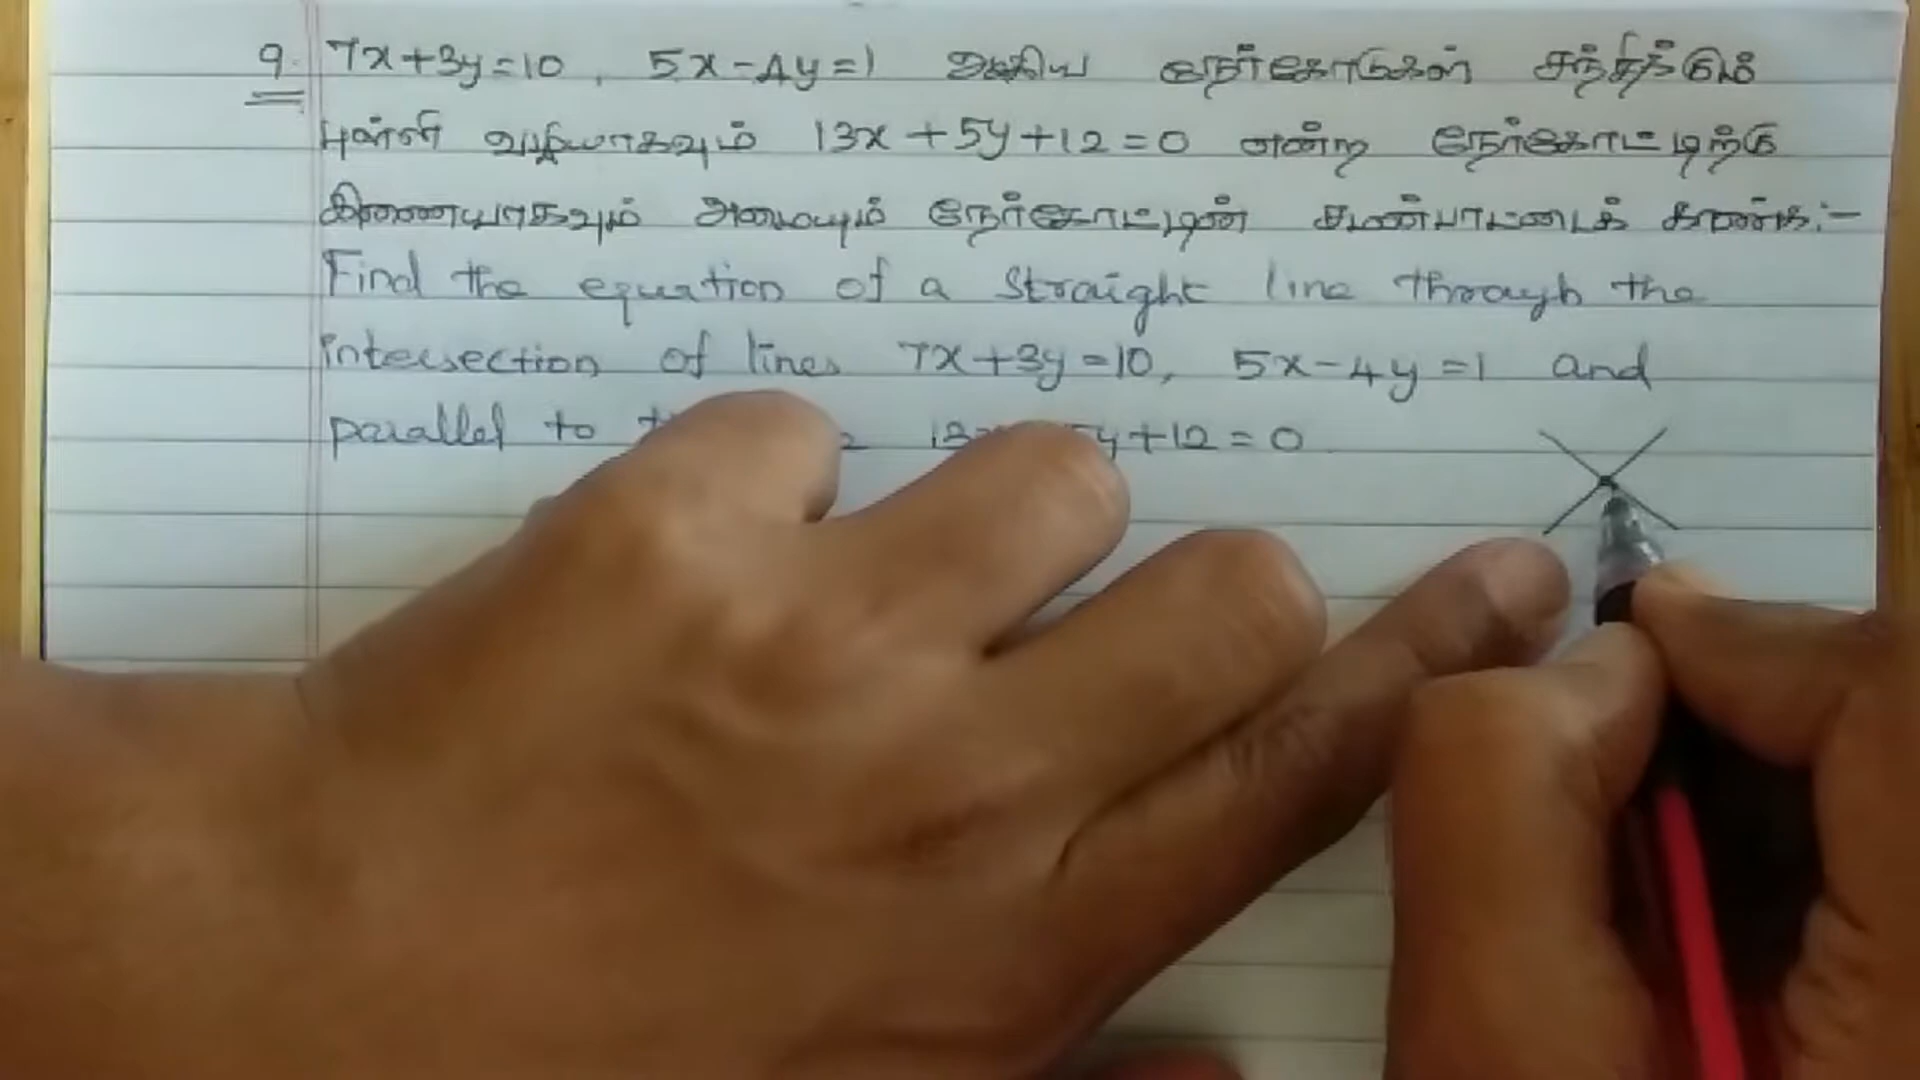 9. 7x+3y=10, 5x-4y=1 ஆகிய நேர்கோடுகள் சந்திக்கும்
புள்ளி வழியாகவும் 13x+5y+12=0 என்ற நேர்கோட்டிற்கு
இணையாகவும் அமையும் நேர்கோட்டின் சமன்பாட்டைக் காண்க:-
Find the equation of a straight line through the
intersection of lines 7x+3y=10, 5x-4y=1 and
parallel to y+12=0